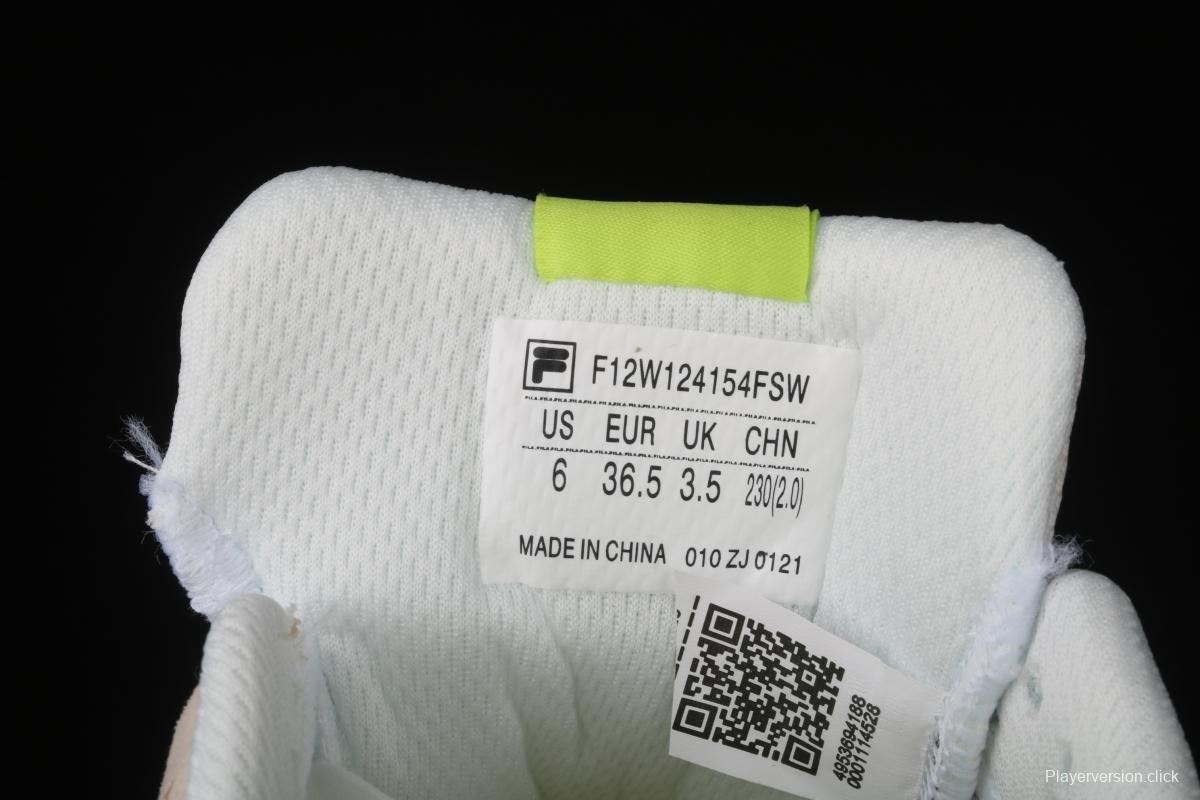 F12W124154FSW
US EUR UK CHN
6 36.5 3.5 230(2.0)
MADE IN CHINA 010 ZJ 0121
4953694188
0001114528
Playerversion.click